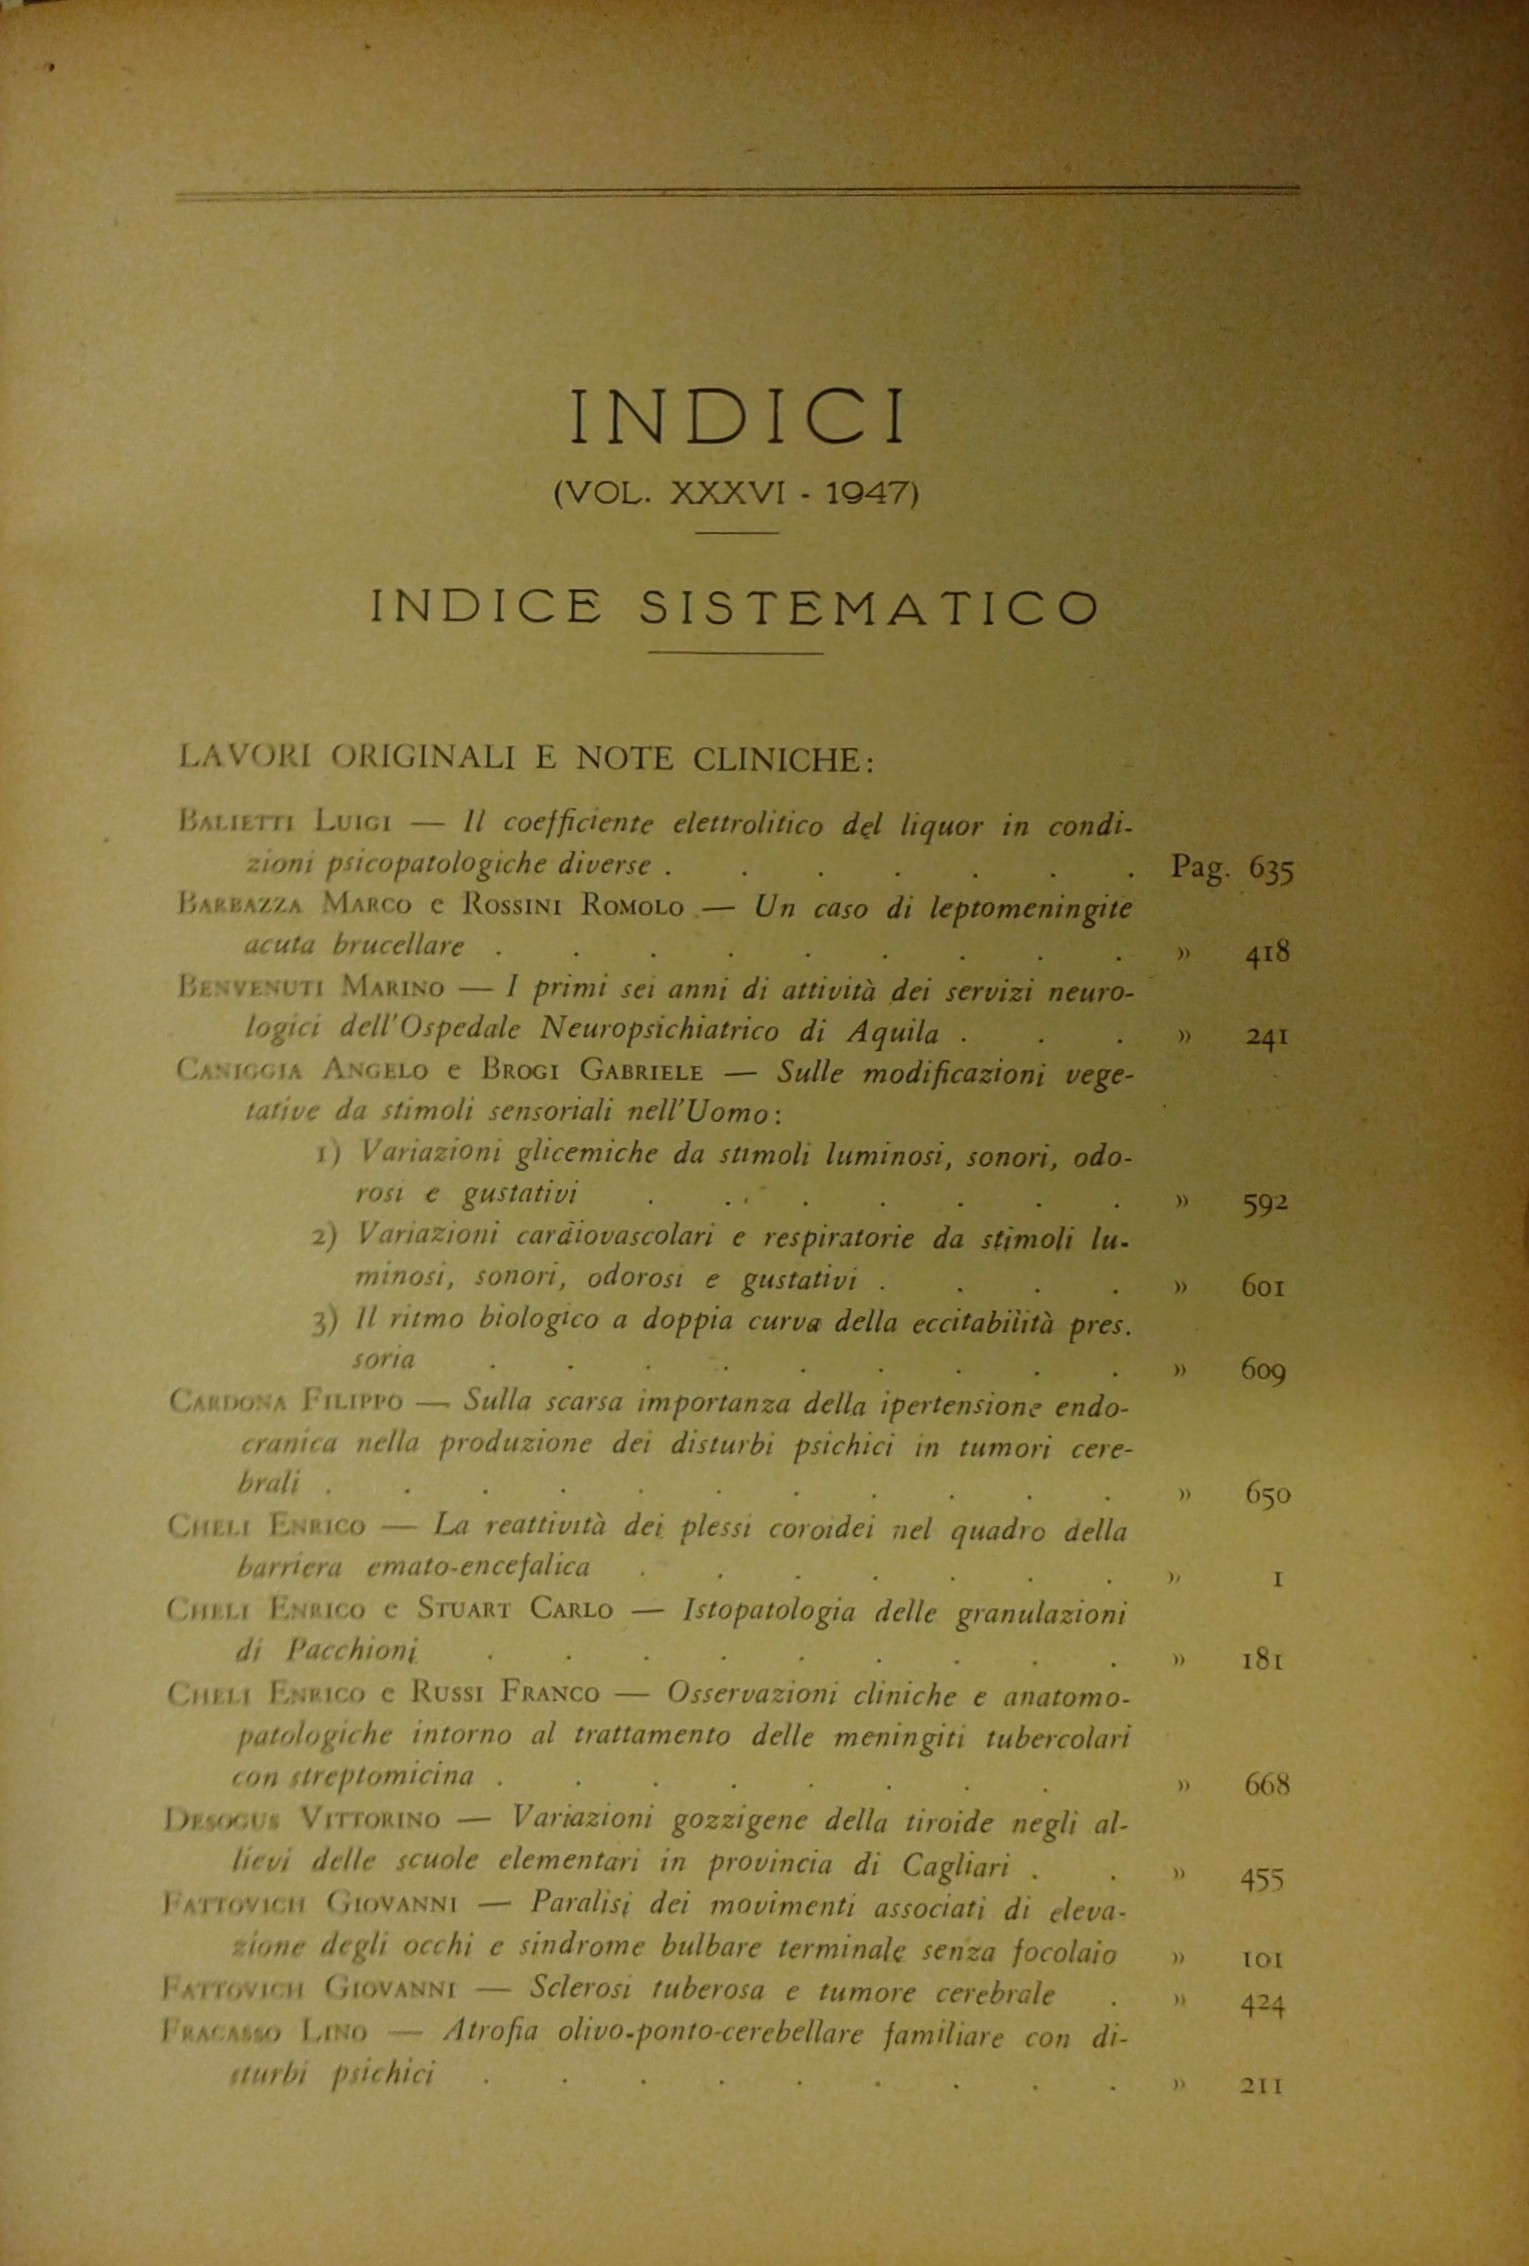 INDICI
(VOL. XXXVI - 1947)
INDICE SISTEMATICO
LAVORI ORIGINALI E NOTE CLINICHE:
BALIETTI LUIGI — Il coefficiente elettrolitico del liquor in condi-
zioni psicopatologiche diverse . . . . . . . Pag. 635
BARBAZZA MARCO e ROSSINI ROMOLO — Un caso di leptomeningite
acuta brucellare . . . . . . . . . » 418
BENVENUTI MARINO — I primi sei anni di attività dei servizi neuro-
logici dell'Ospedale Neuropsichiatrico di Aquila . . . » 241
CANIGGIA ANGELO e BROGI GABRIELE — Sulle modificazioni vege-
tative da stimoli sensoriali nell'Uomo:
1) Variazioni glicemiche da stimoli luminosi, sonori, odo-
rosi e gustativi . . . . . . . » 592
2) Variazioni cardiovascolari e respiratorie da stimoli lu-
minosi, sonori, odorosi e gustativi . . . . » 601
3) Il ritmo biologico a doppia curva della eccitabilità pres.
soria . . . . . . . . . » 609
CARDONA FILIPPO — Sulla scarsa importanza della ipertensione endo-
cranica nella produzione dei disturbi psichici in tumori cere-
brali . . . . . . . . . . . » 650
CHELI ENRICO — La reattività dei plessi coroidei nel quadro della
barriera emato-encefalica . . . . . . . » 1
CHELI ENRICO e STUART CARLO — Istopatologia delle granulazioni
di Pacchioni . . . . . . . . . » 181
CHELI ENRICO e RUSSI FRANCO — Osservazioni cliniche e anatomo-
patologiche intorno al trattamento delle meningiti tubercolari
con streptomicina . . . . . . . . » 668
DESOGUS VITTORINO — Variazioni gozzigene della tiroide negli al-
lievi delle scuole elementari in provincia di Cagliari . . » 455
FATTOVICH GIOVANNI — Paralisi dei movimenti associati di eleva-
zione degli occhi e sindrome bulbare terminale senza focolaio » 101
FATTOVICH GIOVANNI — Sclerosi tuberosa e tumore cerebrale . » 424
FRACASSO LINO — Atrofia olivo-ponto-cerebellare familiare con di-
sturbi psichici . . . . . . . . . » 211